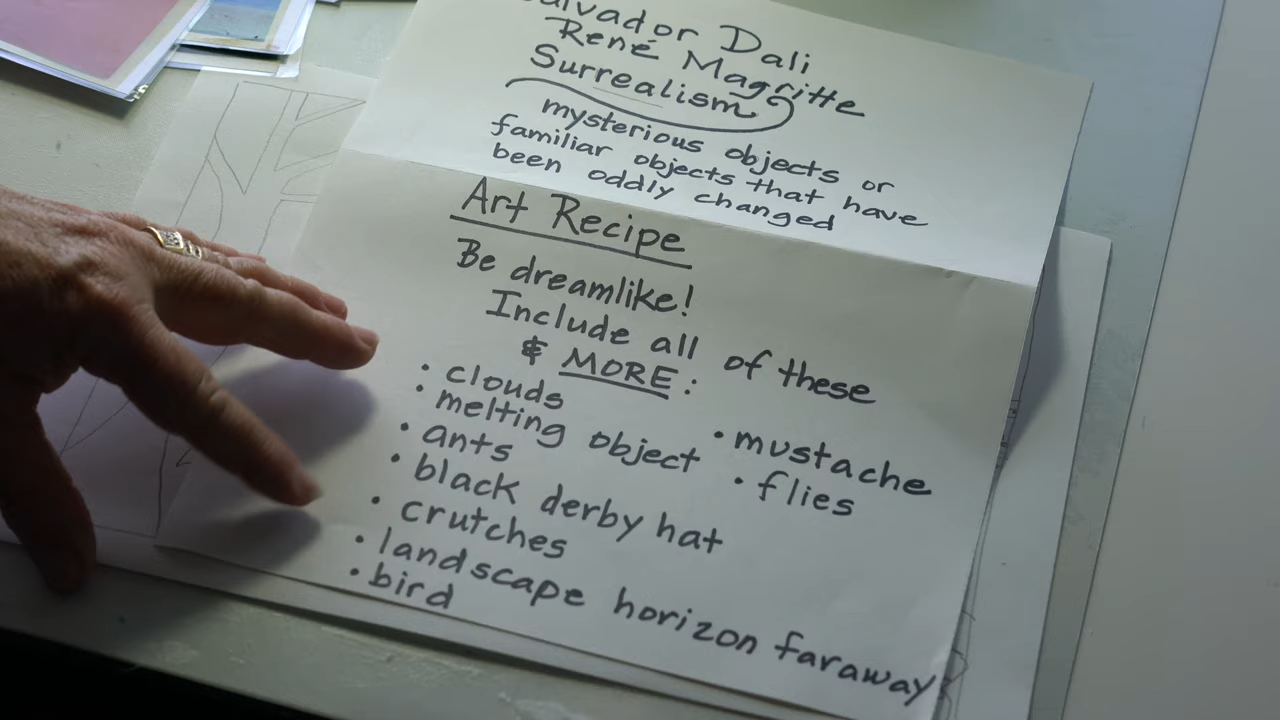 Salvador Dali
René Magritte
Surrealism
mysterious objects or
familiar objects that have
been oddly changed
Art Recipe
Be dreamlike!
Include all of these
& MORE:
• clouds
• melting object
• ants
• black derby hat
• crutches
• landscape horizon faraway
• bird
• mustache
• flies